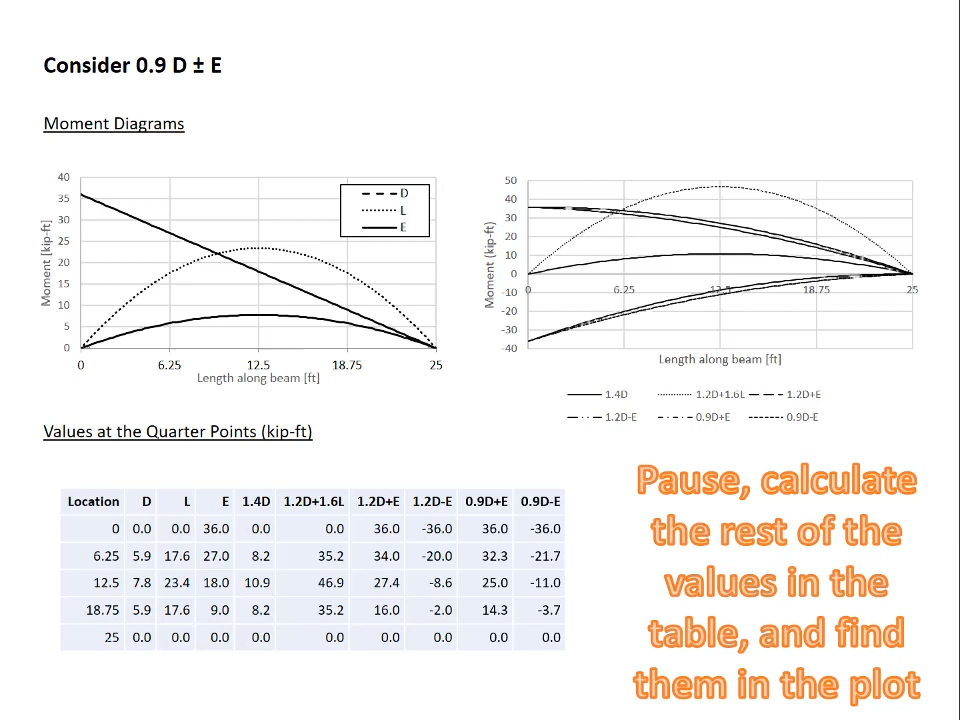 Consider 0.9 D ± E
Moment Diagrams
40
35
30
25
20
15
10
5
0
Moment [kip-ft]
0 6.25 12.5 18.75 25
Length along beam [ft]
D
L
E
50
40
30
20
10
0
-10
-20
-30
-40
Moment (kip-ft)
0 6.25 12.5 18.75 25
Length along beam [ft]
1.4D 1.2D+1.6L 1.2D+E
1.2D-E 0.9D+E 0.9D-E
Values at the Quarter Points (kip-ft)
Location D L E 1.4D 1.2D+1.6L 1.2D+E 1.2D-E 0.9D+E 0.9D-E
0 0.0 0.0 36.0 0.0 0.0 36.0 -36.0 36.0 -36.0
6.25 5.9 17.6 27.0 8.2 35.2 34.0 -20.0 32.3 -21.7
12.5 7.8 23.4 18.0 10.9 46.9 27.4 -8.6 25.0 -11.0
18.75 5.9 17.6 9.0 8.2 35.2 16.0 -2.0 14.3 -3.7
25 0.0 0.0 0.0 0.0 0.0 0.0 0.0 0.0 0.0
Pause, calculate
the rest of the
values in the
table, and find
them in the plot